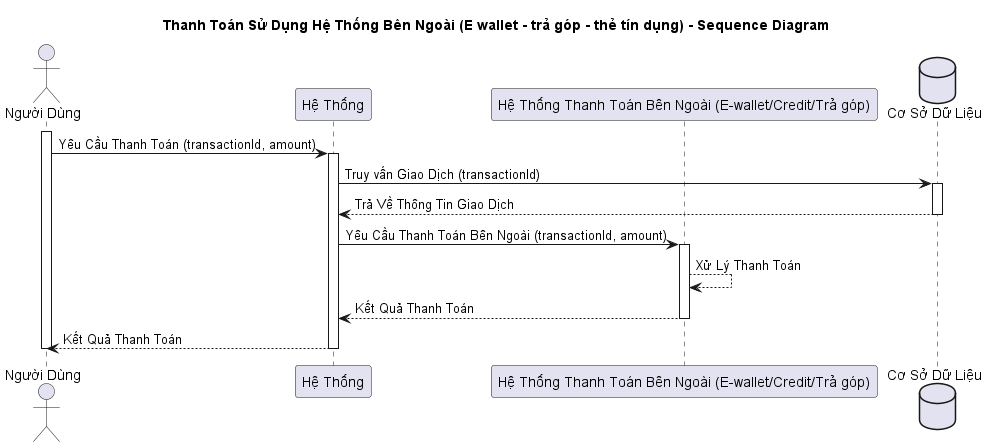 Thanh Toán Sử Dụng Hệ Thống Bên Ngoài (E wallet - trả góp - thẻ tín dụng) - Sequence Diagram
Người Dùng
Hệ Thống
Hệ Thống Thanh Toán Bên Ngoài (E-wallet/Credit/Trả góp)
Cơ Sở Dữ Liệu
Yêu Cầu Thanh Toán (transactionId, amount)
Truy vấn Giao Dịch (transactionId)
Trả Về Thông Tin Giao Dịch
Yêu Cầu Thanh Toán Bên Ngoài (transactionId, amount)
Xử Lý Thanh Toán
Kết Quả Thanh Toán
Kết Quả Thanh Toán
Người Dùng
Hệ Thống
Hệ Thống Thanh Toán Bên Ngoài (E-wallet/Credit/Trả góp)
Cơ Sở Dữ Liệu